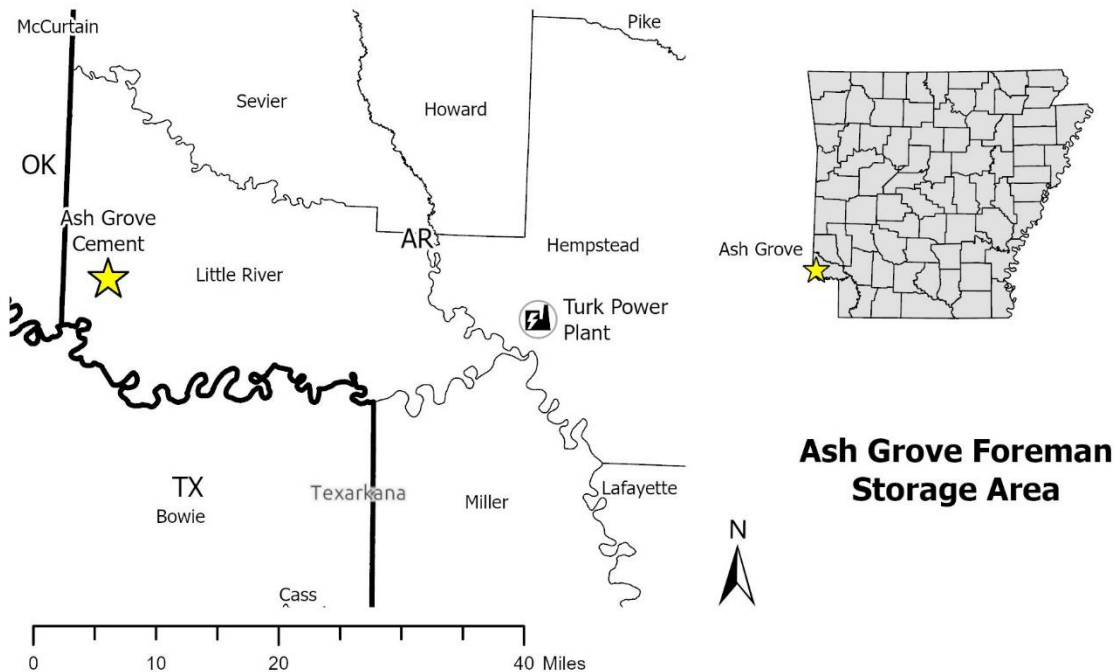 McCurtain
Pike
Sevier
Howard
OK
Ash Grove
Cement
AR
Hempstead
Little River
Turk Power
Plant
TX
Bowie
Texarkana
Miller
Lafayette
Cass
0 10 20 40 Miles
Ash Grove
Ash Grove Foreman
Storage Area
N